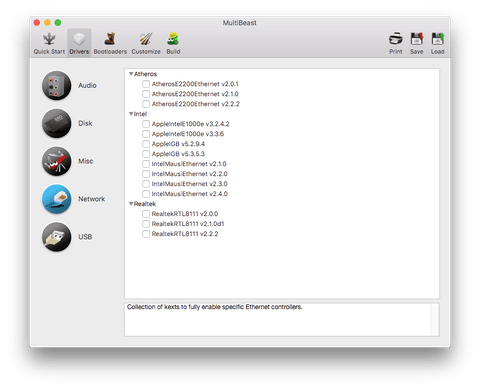 MultiBeast
Quick Start Drivers Bootloaders Customize Build Print Save Load
Audio
Disk
Misc
Network
USB
Atheros
AtherosE2200Ethernet v2.0.1
AtherosE2200Ethernet v2.1.0
AtherosE2200Ethernet v2.2.2
Intel
AppleIntelE1000e v3.2.4.2
AppleIntelE1000e v3.3.6
AppleIGB v5.2.9.4
AppleIGB v5.3.5.3
IntelMausiEthernet v2.1.0
IntelMausiEthernet v2.2.0
IntelMausiEthernet v2.3.0
IntelMausiEthernet v2.4.0
Realtek
RealtekRTL8111 v2.0.0
RealtekRTL8111 v2.1.0d1
RealtekRTL8111 v2.2.2
Collection of kexts to fully enable specific Ethernet controllers.